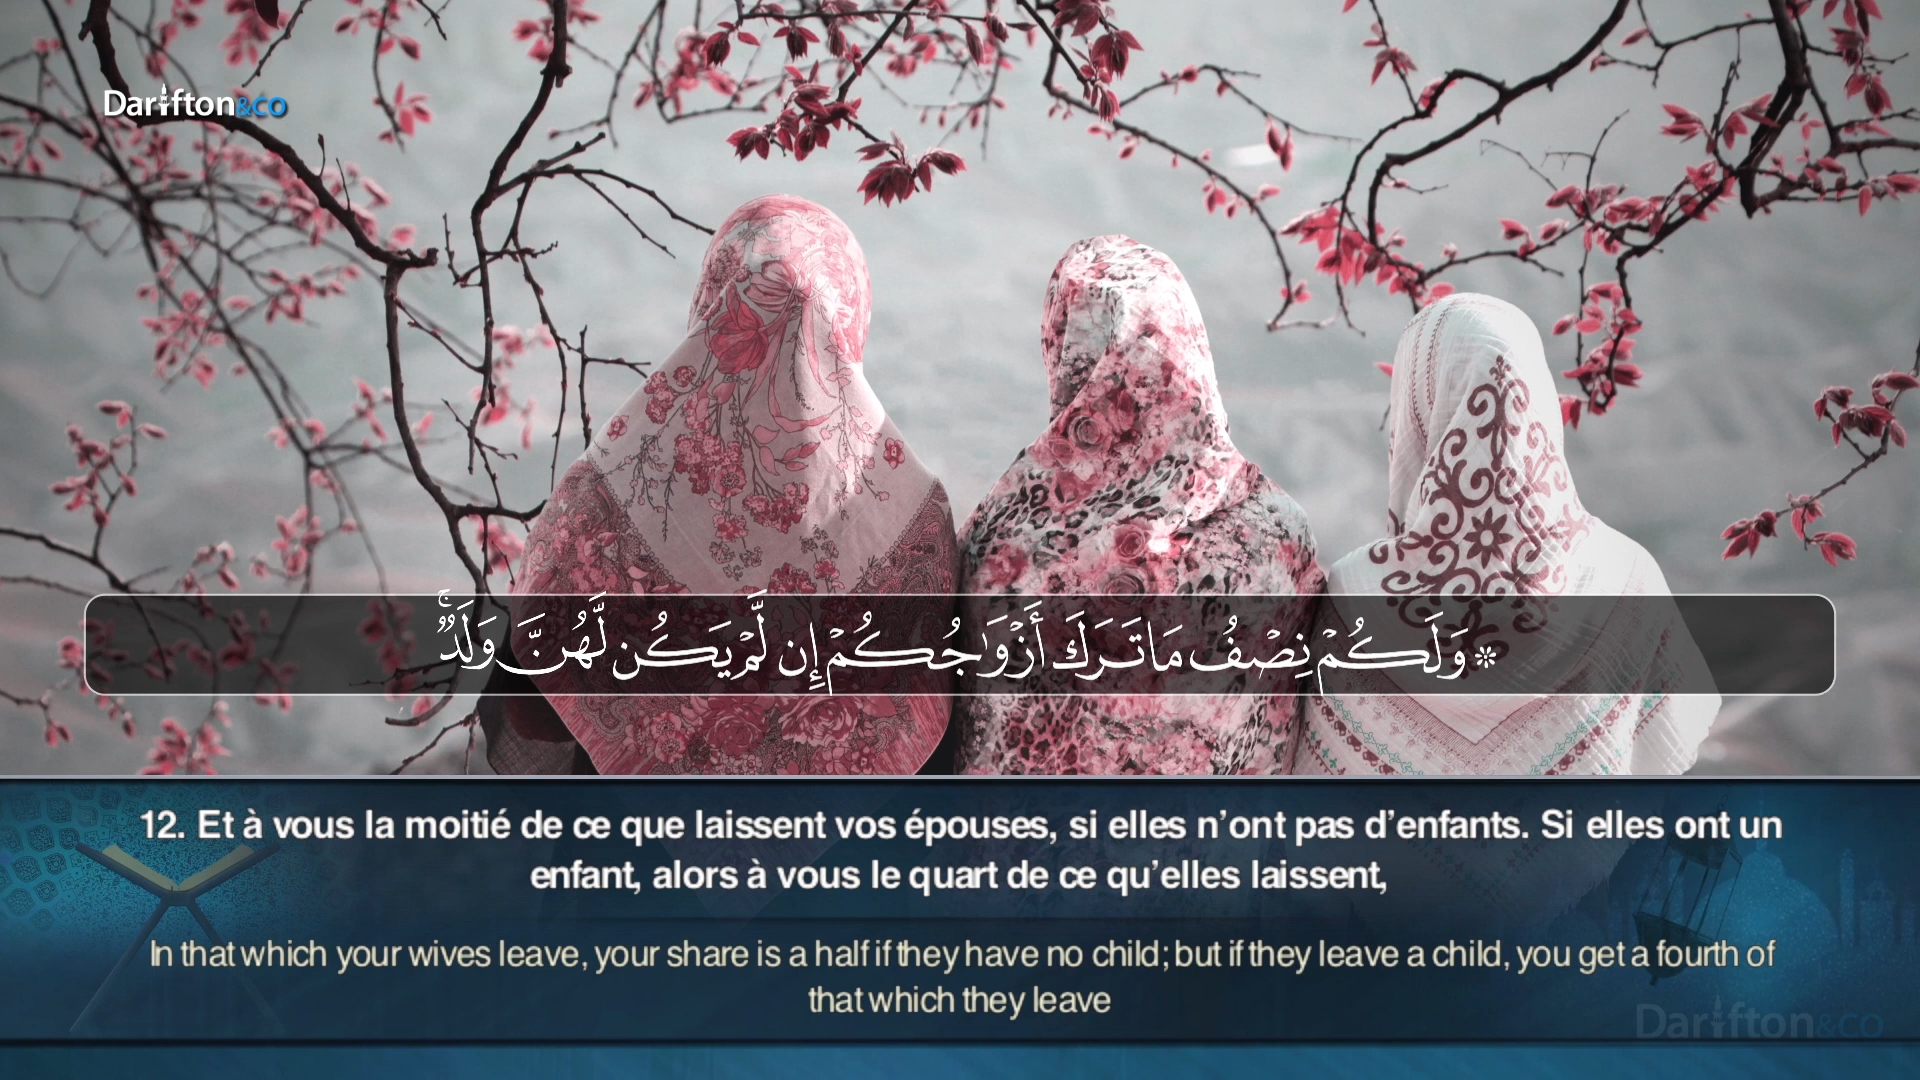 Darifton&co
۞ وَلَكُمْ نِصْفُ مَا تَرَكَ أَزْوَٰجُكُمْ إِن لَّمْ يَكُن لَّهُنَّ وَلَدٌۚ
12. Et à vous la moitié de ce que laissent vos épouses, si elles n’ont pas d’enfants. Si elles ont un
enfant, alors à vous le quart de ce qu’elles laissent,
In that which your wives leave, your share is a half if they have no child; but if they leave a child, you get a fourth of
that which they leave
Darifton&co